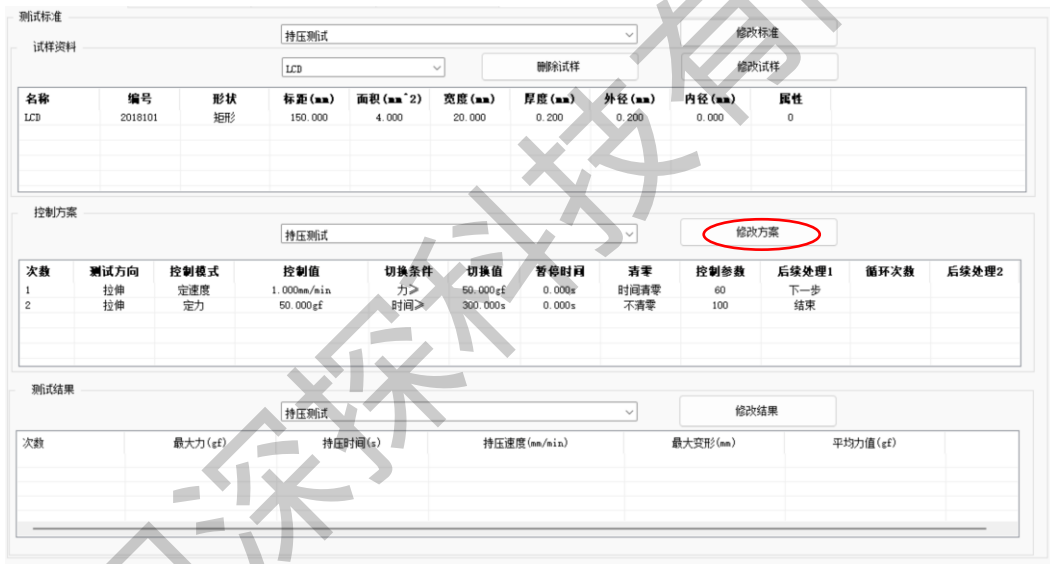 测试标准
持压测试 修改标准
试样资料
LCD 删除试样 修改试样
名称 编号 形状 标距(mm) 面积(mm^2) 宽度(mm) 厚度(mm) 外径(mm) 内径(mm) 属性
LCD 2018101 矩形 150.000 4.000 20.000 0.200 0.200 0.000 0
控制方案
持压测试 修改方案
次数 测试方向 控制模式 控制值 切换条件 切换值 暂停时间 清零 控制参数 后续处理1 循环次数 后续处理2
1 拉伸 定速度 1.000mm/min 力≥ 50.000gf 0.000s 时间清零 60 下一步
2 拉伸 定力 50.000gf 时间≥ 300.000s 0.000s 不清零 100 结束
测试结果
持压测试 修改结果
次数 最大力(gf) 持压时间(s) 持压速度(mm/min) 最大变形(mm) 平均力值(gf)
深探科技有